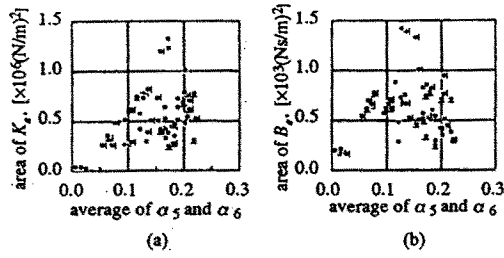 1.5
1.0
0.5
0.0
0.0 0.1 0.2 0.3
area of Kₑ, [×10⁶(N/m)²]
average of α₅ and α₆
(a)
1.5
1.0
0.5
0.0
0.0 0.1 0.2 0.3
area of Bₑ, [×10³(Ns/m)²]
average of α₅ and α₆
(b)